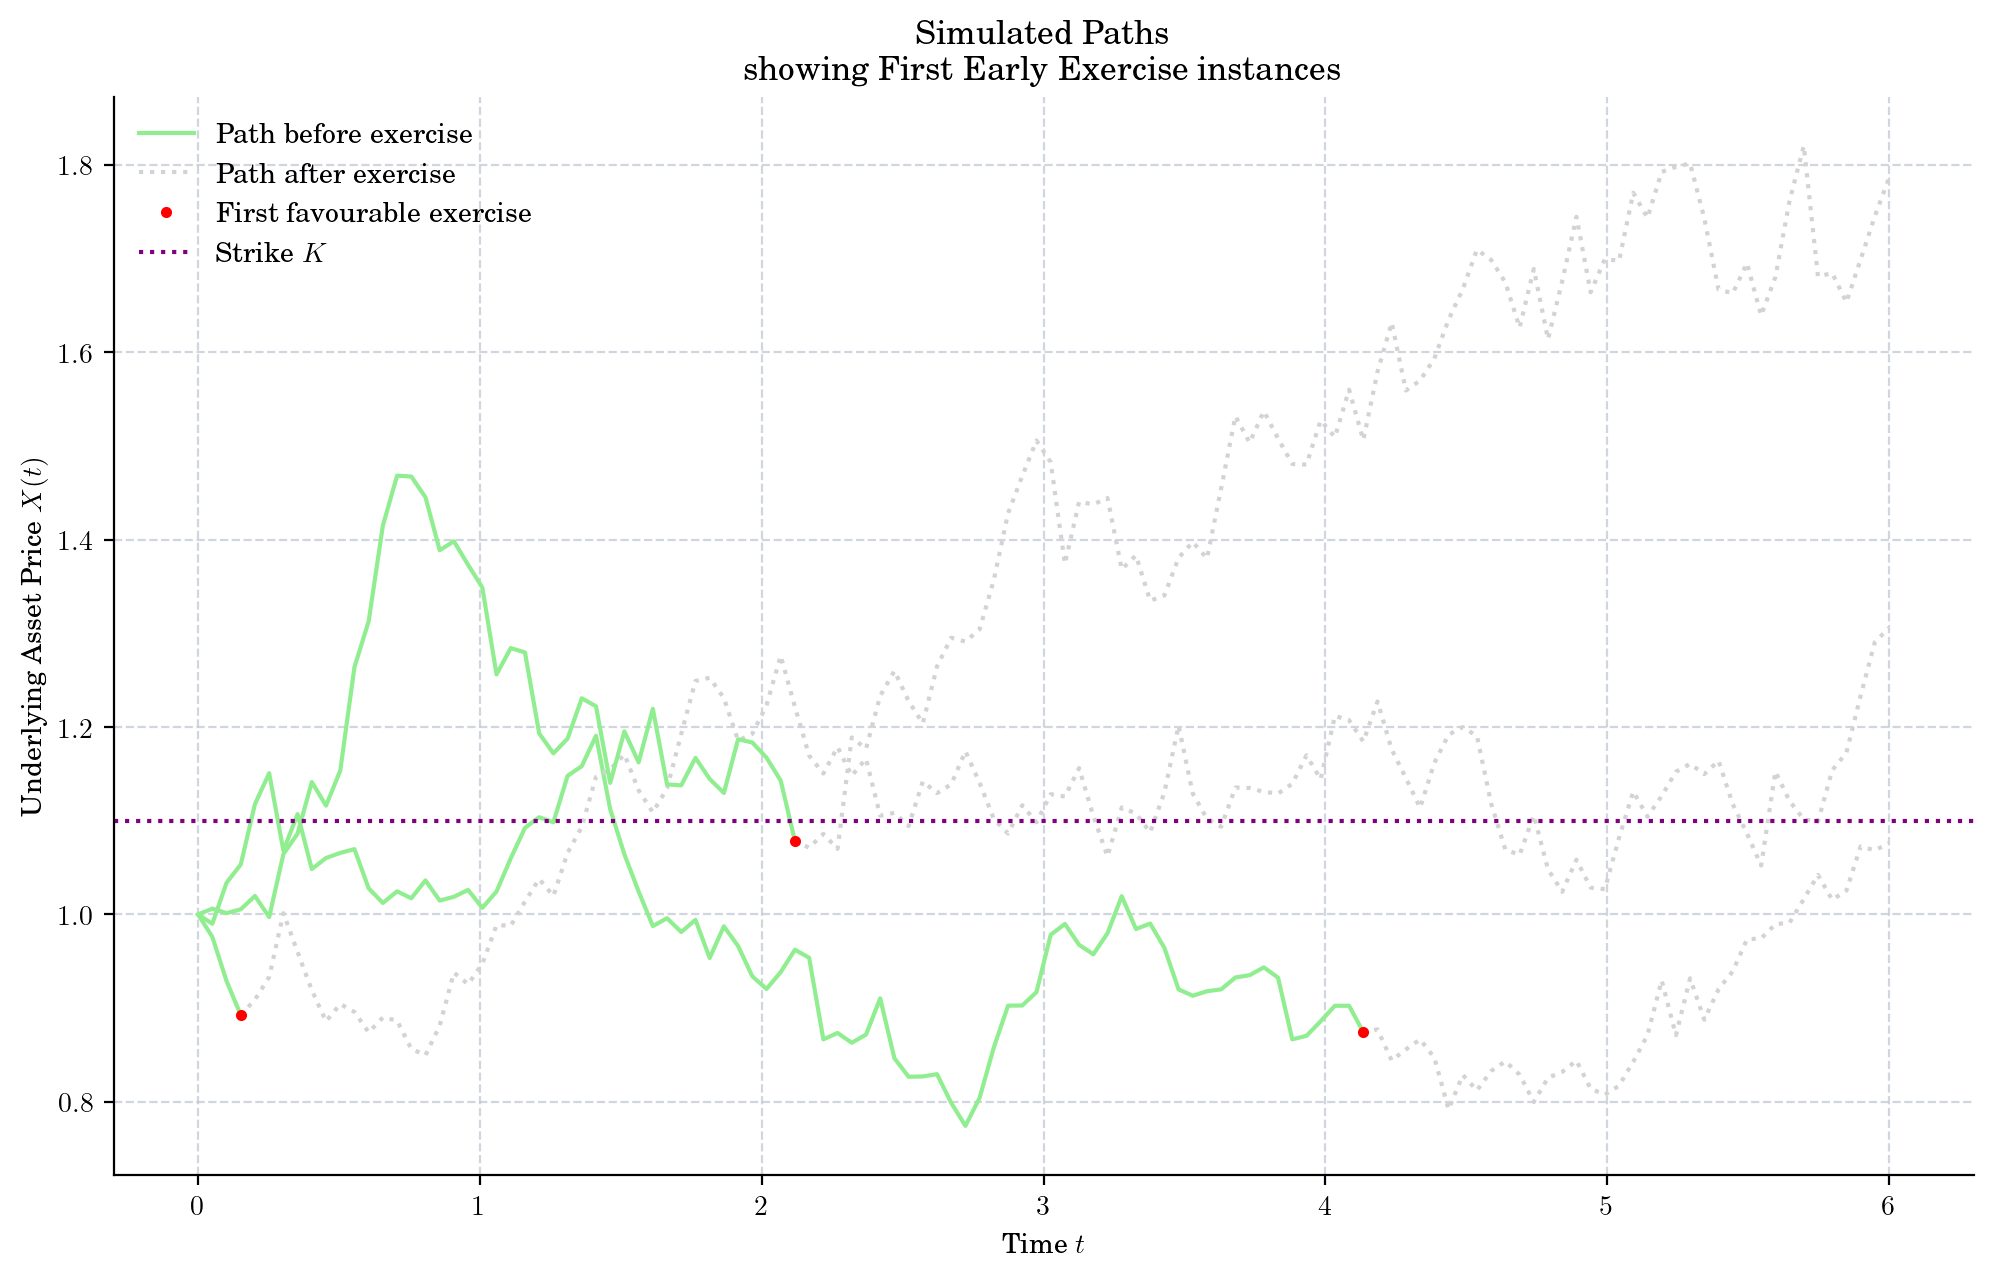 Simulated Paths
showing First Early Exercise instances
Path before exercise
Path after exercise
First favourable exercise
Strike K
Underlying Asset Price X(t)
1.8
1.6
1.4
1.2
1.0
0.8
0 1 2 3 4 5 6
Time t